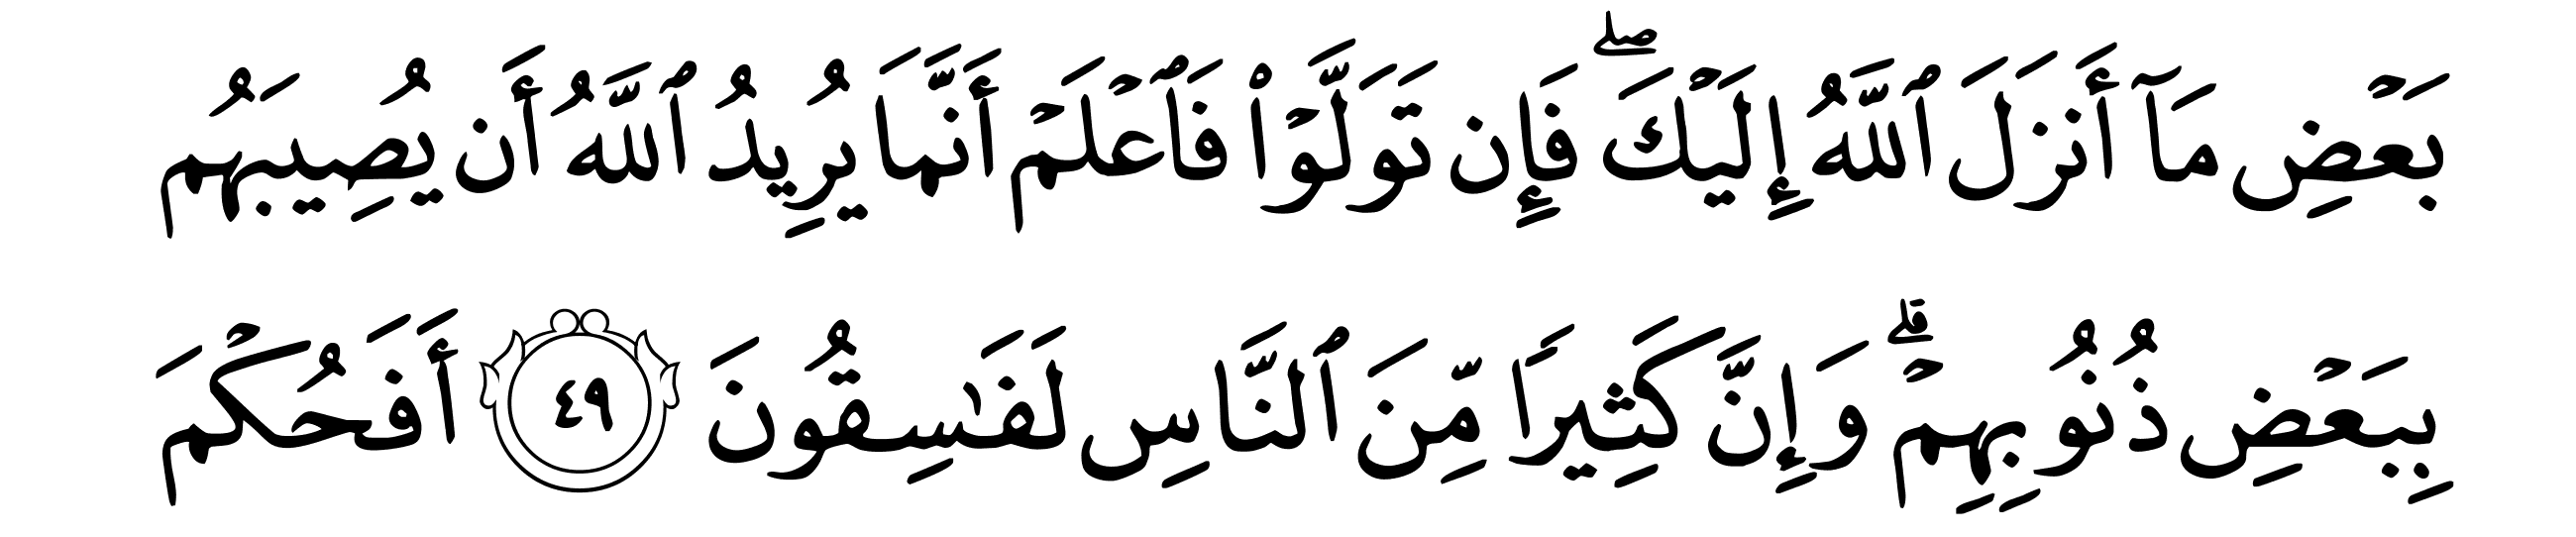 بَعۡضِ مَآ أَنزَلَ ٱللَّهُ إِلَيۡكَۖ فَإِن تَوَلَّوۡاْ فَٱعۡلَمۡ أَنَّمَا يُرِيدُ ٱللَّهُ أَن يُصِيبَهُم
بِبَعۡضِ ذُنُوبِهِمۡۗ وَإِنَّ كَثِيرًا مِّنَ ٱلنَّاسِ لَفَٰسِقُونَ ٤٩ أَفَحُكۡمَ